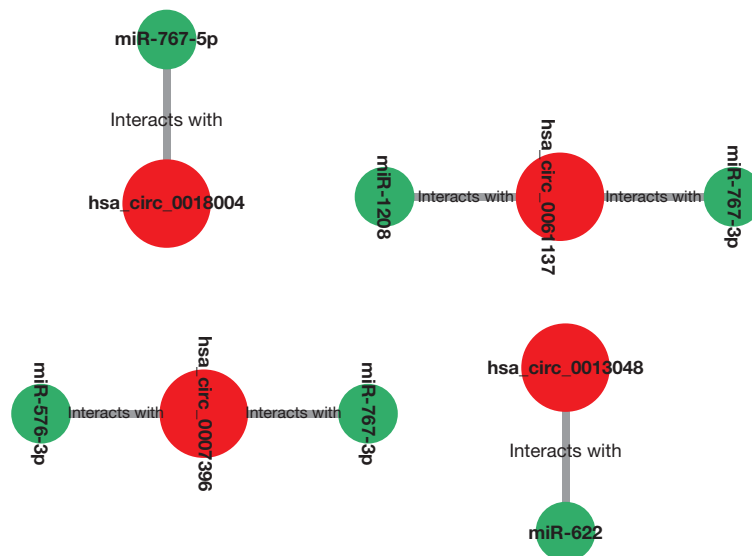 miR-767-5p
Interacts with
hsa_circ_0018004
miR-1208
Interacts with
hsa_circ_0061137
Interacts with
miR-767-3p
miR-576-3p
Interacts with
hsa_circ_0007396
Interacts with
miR-767-3p
hsa_circ_0013048
Interacts with
miR-622